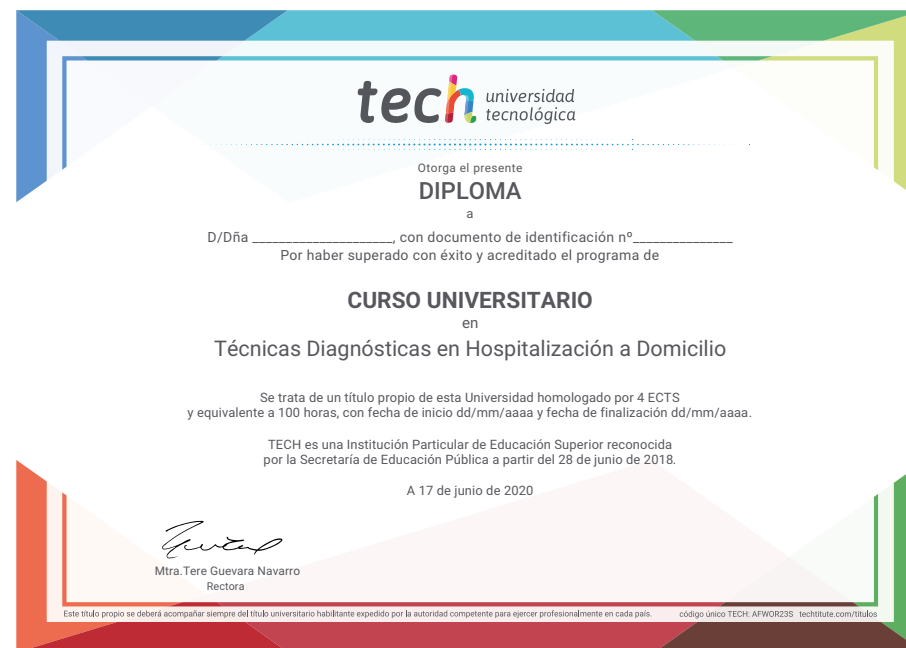 tech universidad
tecnológica
Otorga el presente
DIPLOMA
a
D/Dña _____________________, con documento de identificación nº_______________
Por haber superado con éxito y acreditado el programa de
CURSO UNIVERSITARIO
en
Técnicas Diagnósticas en Hospitalización a Domicilio
Se trata de un título propio de esta Universidad homologado por 4 ECTS
y equivalente a 100 horas, con fecha de inicio dd/mm/aaaa y fecha de finalización dd/mm/aaaa.
TECH es una Institución Particular de Educación Superior reconocida
por la Secretaría de Educación Pública a partir del 28 de junio de 2018.
A 17 de junio de 2020
Mtra.Tere Guevara Navarro
Rectora
Este título propio se deberá acompañar siempre del título universitario habilitante expedido por la autoridad competente para ejercer profesionalmente en cada país. código único TECH: AFWOR23S techtitute.com/titulos